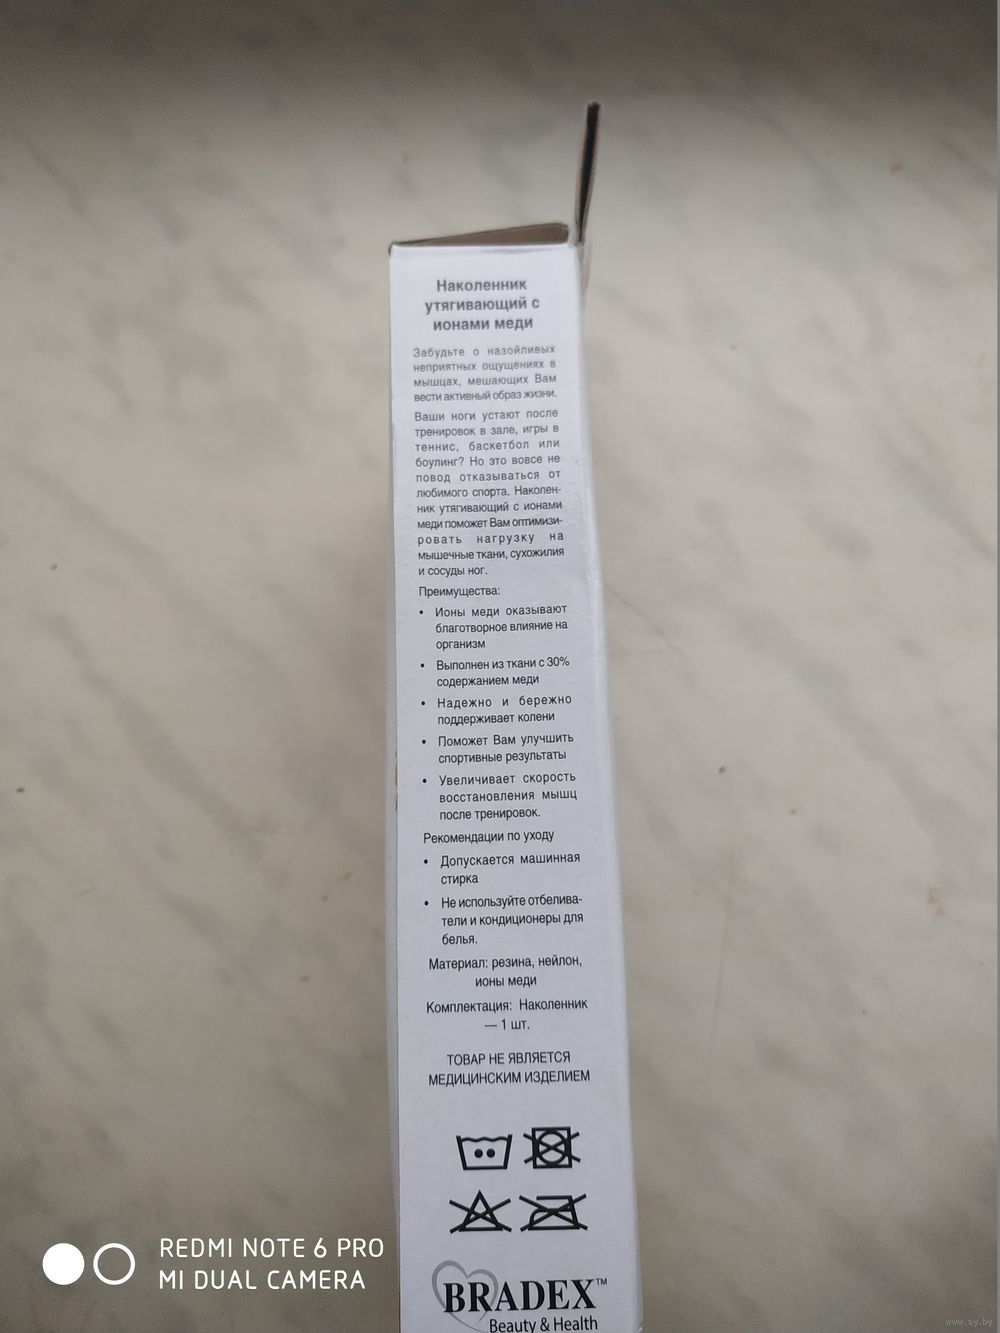 Наколенник
утягивающий с
ионами меди
Забудьте о назойливых
неприятных ощущениях в
мышцах, мешающих Вам
вести активный образ жизни.
Ваши ноги устают после
тренировок в зале, игры в
теннис, баскетбол или
боулинг? Но это вовсе не
повод отказываться от
любимого спорта. Наколен-
ник утягивающий с ионами
меди поможет Вам оптимизи-
ровать нагрузку на
мышечные ткани, сухожилия
и сосуды ног.
Преимущества:
• Ионы меди оказывают
благотворное влияние на
организм
• Выполнен из ткани с 30%
содержанием меди
• Надежно и бережно
поддерживает колени
• Поможет Вам улучшить
спортивные результаты
• Увеличивает скорость
восстановления мышц
после тренировок.
Рекомендации по уходу
• Допускается машинная
стирка
• Не используйте отбелива-
тели и кондиционеры для
белья.
Материал: резина, нейлон,
ионы меди
Комплектация: Наколенник
— 1 шт.
ТОВАР НЕ ЯВЛЯЕТСЯ
МЕДИЦИНСКИМ ИЗДЕЛИЕМ
BRADEX™
Beauty & Health
REDMI NOTE 6 PRO
MI DUAL CAMERA
www.ay.by